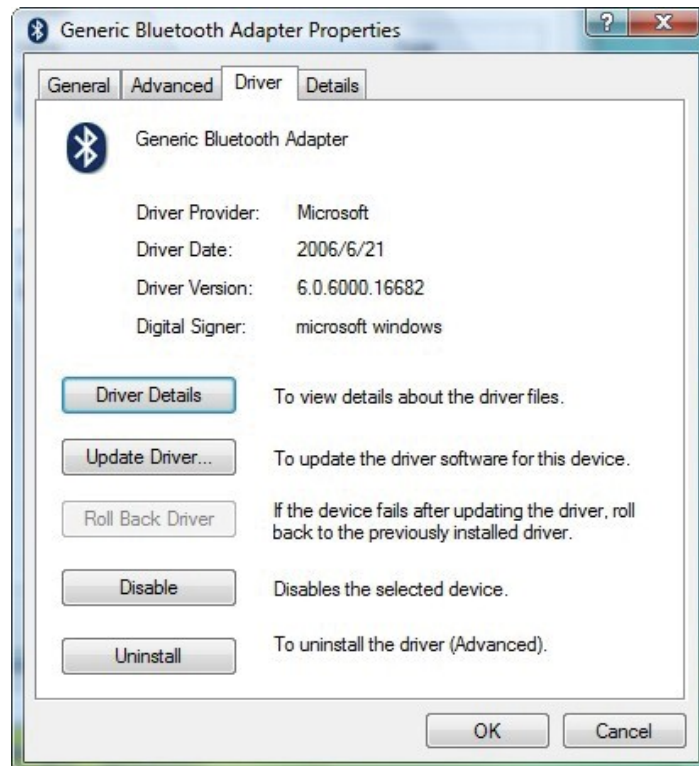 Generic Bluetooth Adapter Properties
General Advanced Driver Details
Generic Bluetooth Adapter
Driver Provider: Microsoft
Driver Date: 2006/6/21
Driver Version: 6.0.6000.16682
Digital Signer: microsoft windows
Driver Details To view details about the driver files.
Update Driver... To update the driver software for this device.
Roll Back Driver If the device fails after updating the driver, roll
back to the previously installed driver.
Disable Disables the selected device.
Uninstall To uninstall the driver (Advanced).
OK Cancel